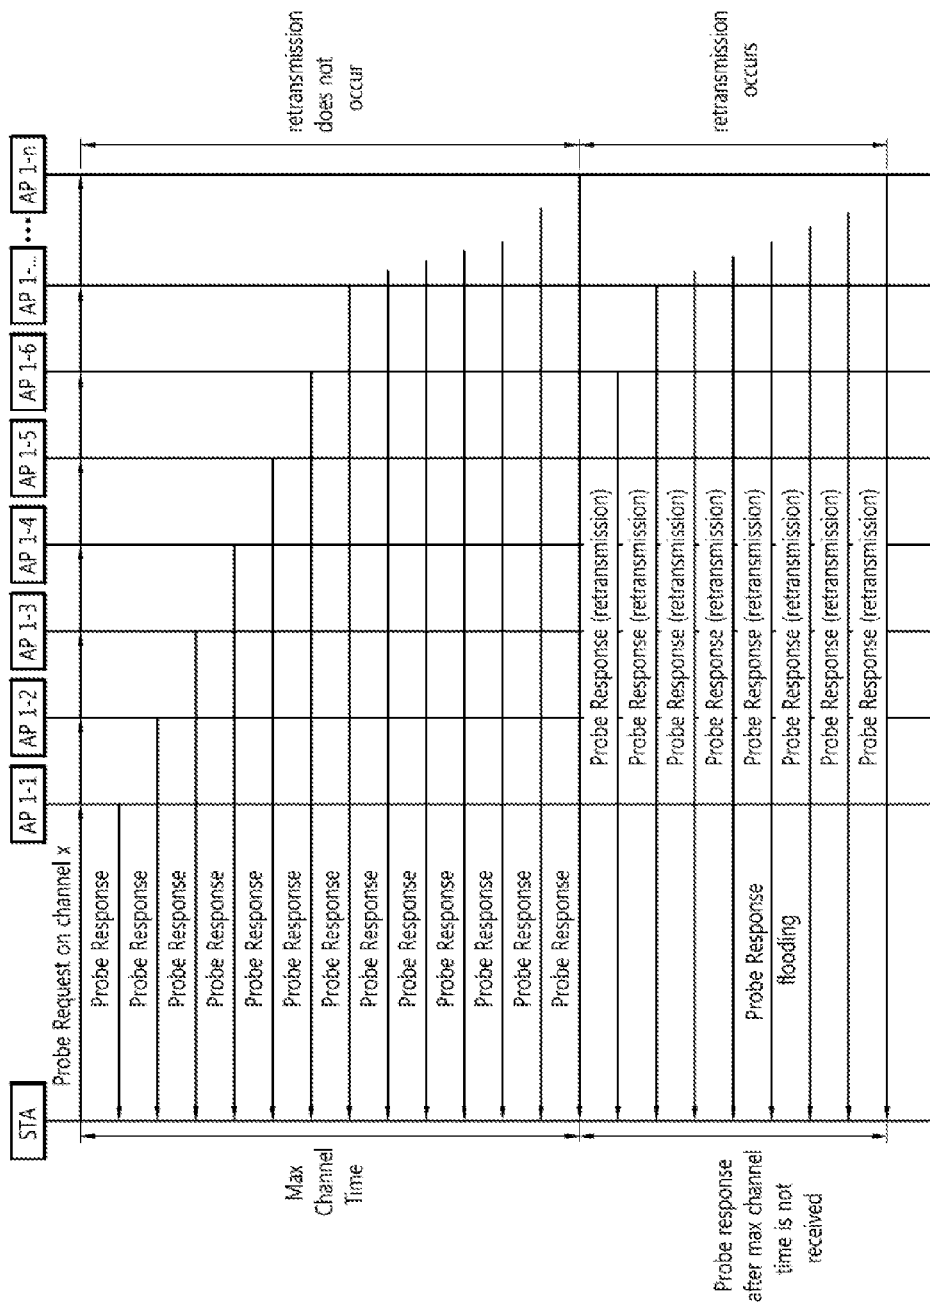 STA
AP 1-1
AP 1-2
AP 1-3
AP 1-4
AP 1-5
AP 1-6
AP 1-...
•••
AP 1-n
Probe Request on channel x
Probe Response
Probe Response
Probe Response
Probe Response
Probe Response
Probe Response
Probe Response
Probe Response
Probe Response
Probe Response
Probe Response
Probe Response
Probe Response
Max
Channel
Time
retransmission
does not
occur
Probe Response (retransmission)
Probe Response (retransmission)
Probe Response (retransmission)
Probe Response (retransmission)
Probe Response (retransmission)
Probe Response (retransmission)
Probe Response (retransmission)
Probe Response (retransmission)
Probe Response
flooding
Probe response
after max channel
time is not
received
retransmission
occurs